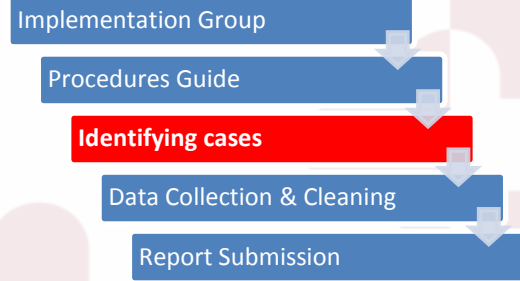 Implementation Group
Procedures Guide
Identifying cases
Data Collection & Cleaning
Report Submission